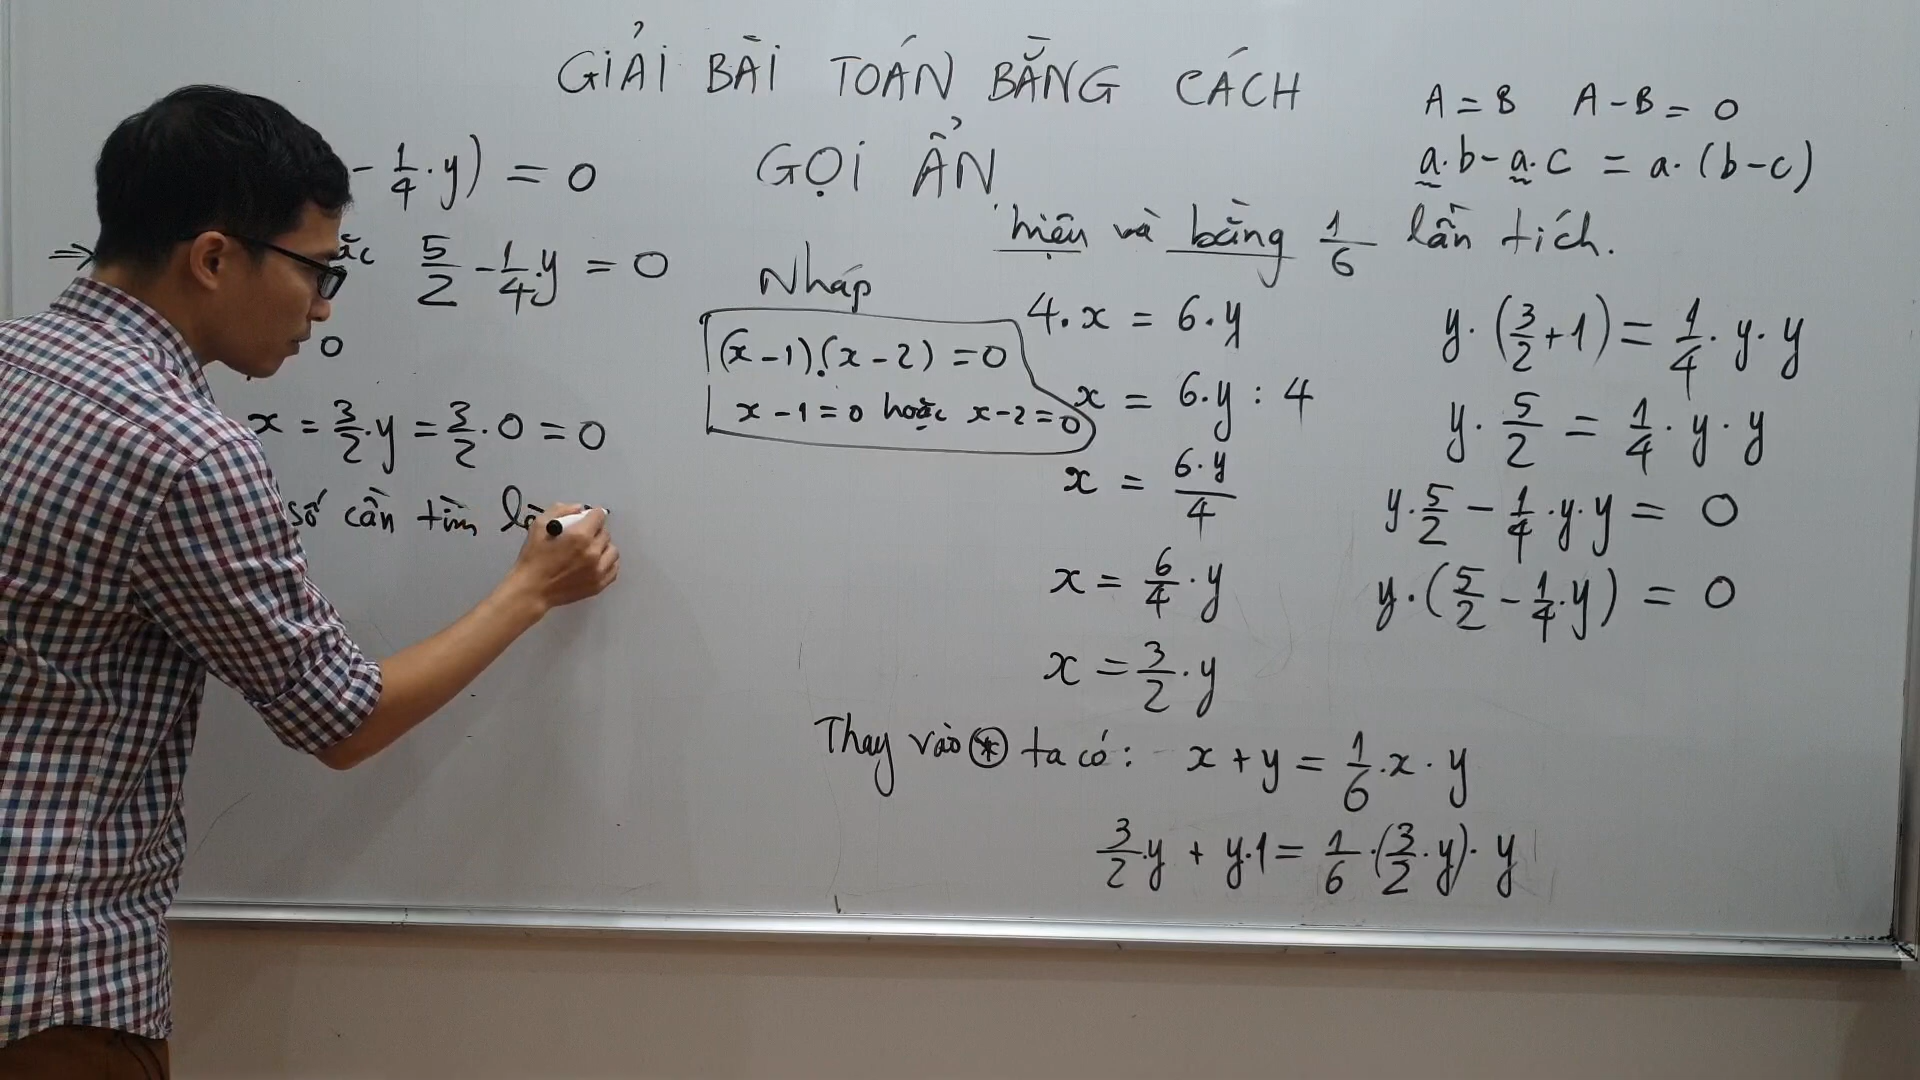 GIẢI BÀI TOÁN BẰNG CÁCH
GỌI ẨN
- 1/4 . y) = 0
=> 5/2 - 1/4 . y = 0
0
x = 3/2 . y = 3/2 . 0 = 0
số cần tìm
Nháp
(x - 1).(x - 2) = 0
x - 1 = 0 hoặc x - 2 = 0
hiệu và bằng 1/6 lần tích.
4 . x = 6 . y
x = 6 . y : 4
x = 6 . y / 4
x = 6/4 . y
x = 3/2 . y
Thay vào (*) ta có: x + y = 1/6 . x . y
3/2 . y + y . 1 = 1/6 . (3/2 . y) . y
A = B A - B = 0
a . b - a . c = a . (b - c)
y . (3/2 + 1) = 1/4 . y . y
y . 5/2 = 1/4 . y . y
y . 5/2 - 1/4 . y . y = 0
y . (5/2 - 1/4 . y) = 0